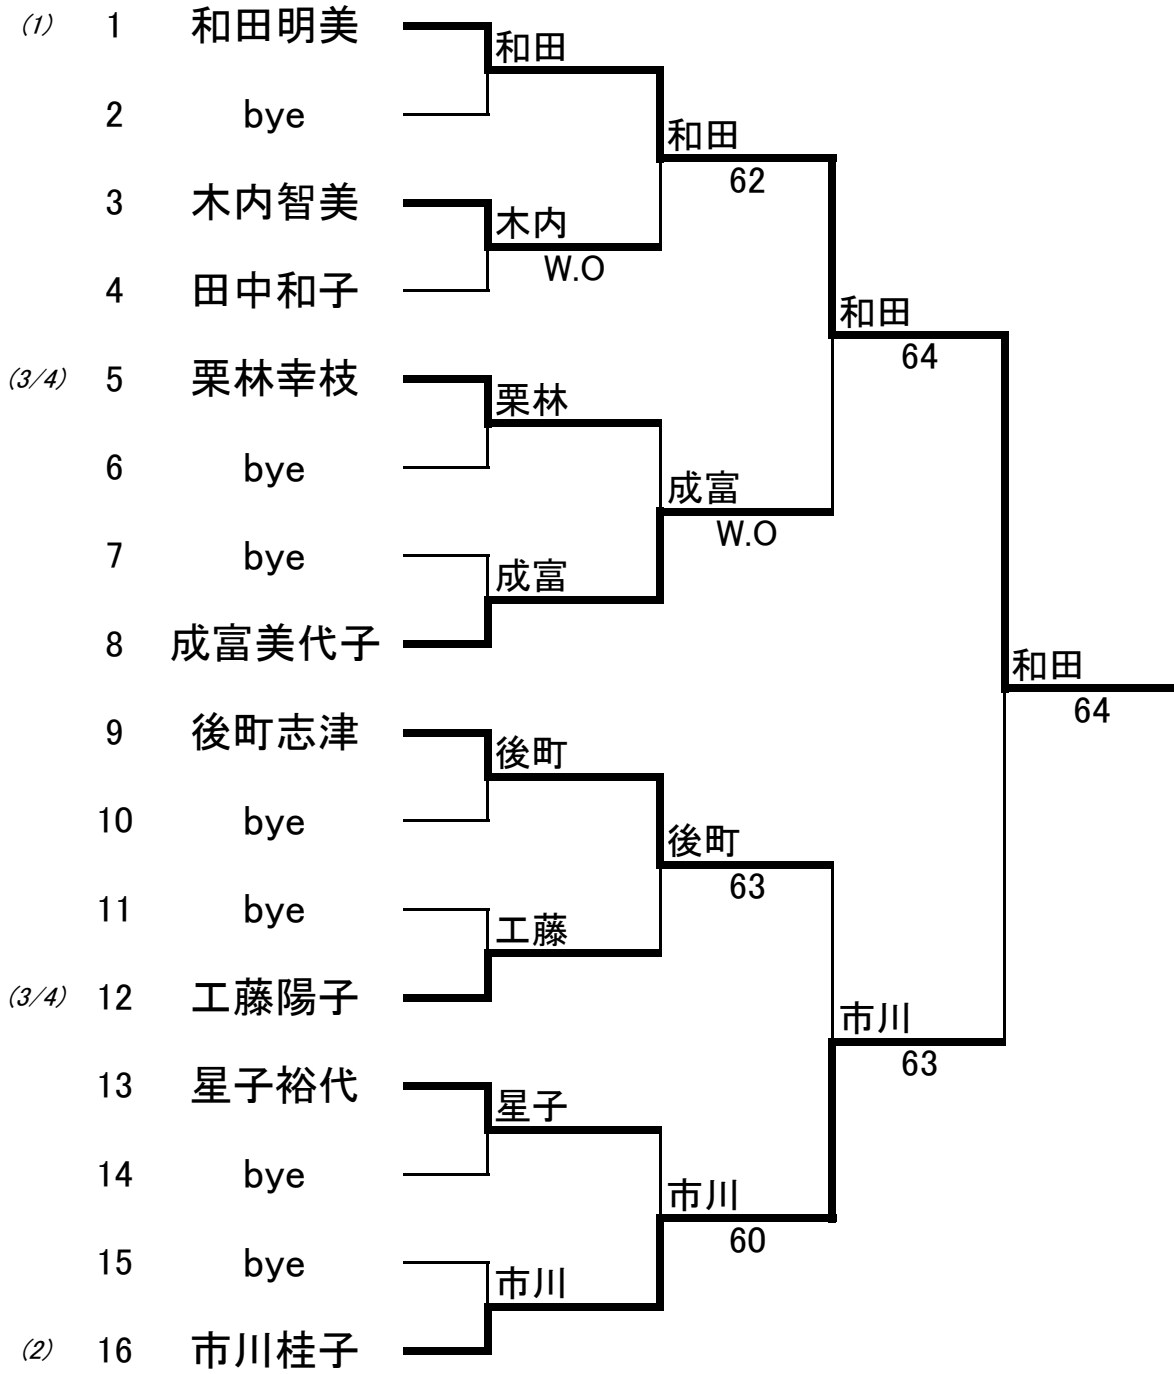 (1) 1 和田明美
和田
2 bye
和田
62
3 木内智美
木内
W.O
4 田中和子
和田
64
(3/4) 5 栗林幸枝
栗林
6 bye
成富
W.O
7 bye
成富
8 成富美代子
和田
64
9 後町志津
後町
10 bye
後町
63
11 bye
工藤
(3/4) 12 工藤陽子
市川
63
13 星子裕代
星子
14 bye
市川
60
15 bye
市川
(2) 16 市川桂子